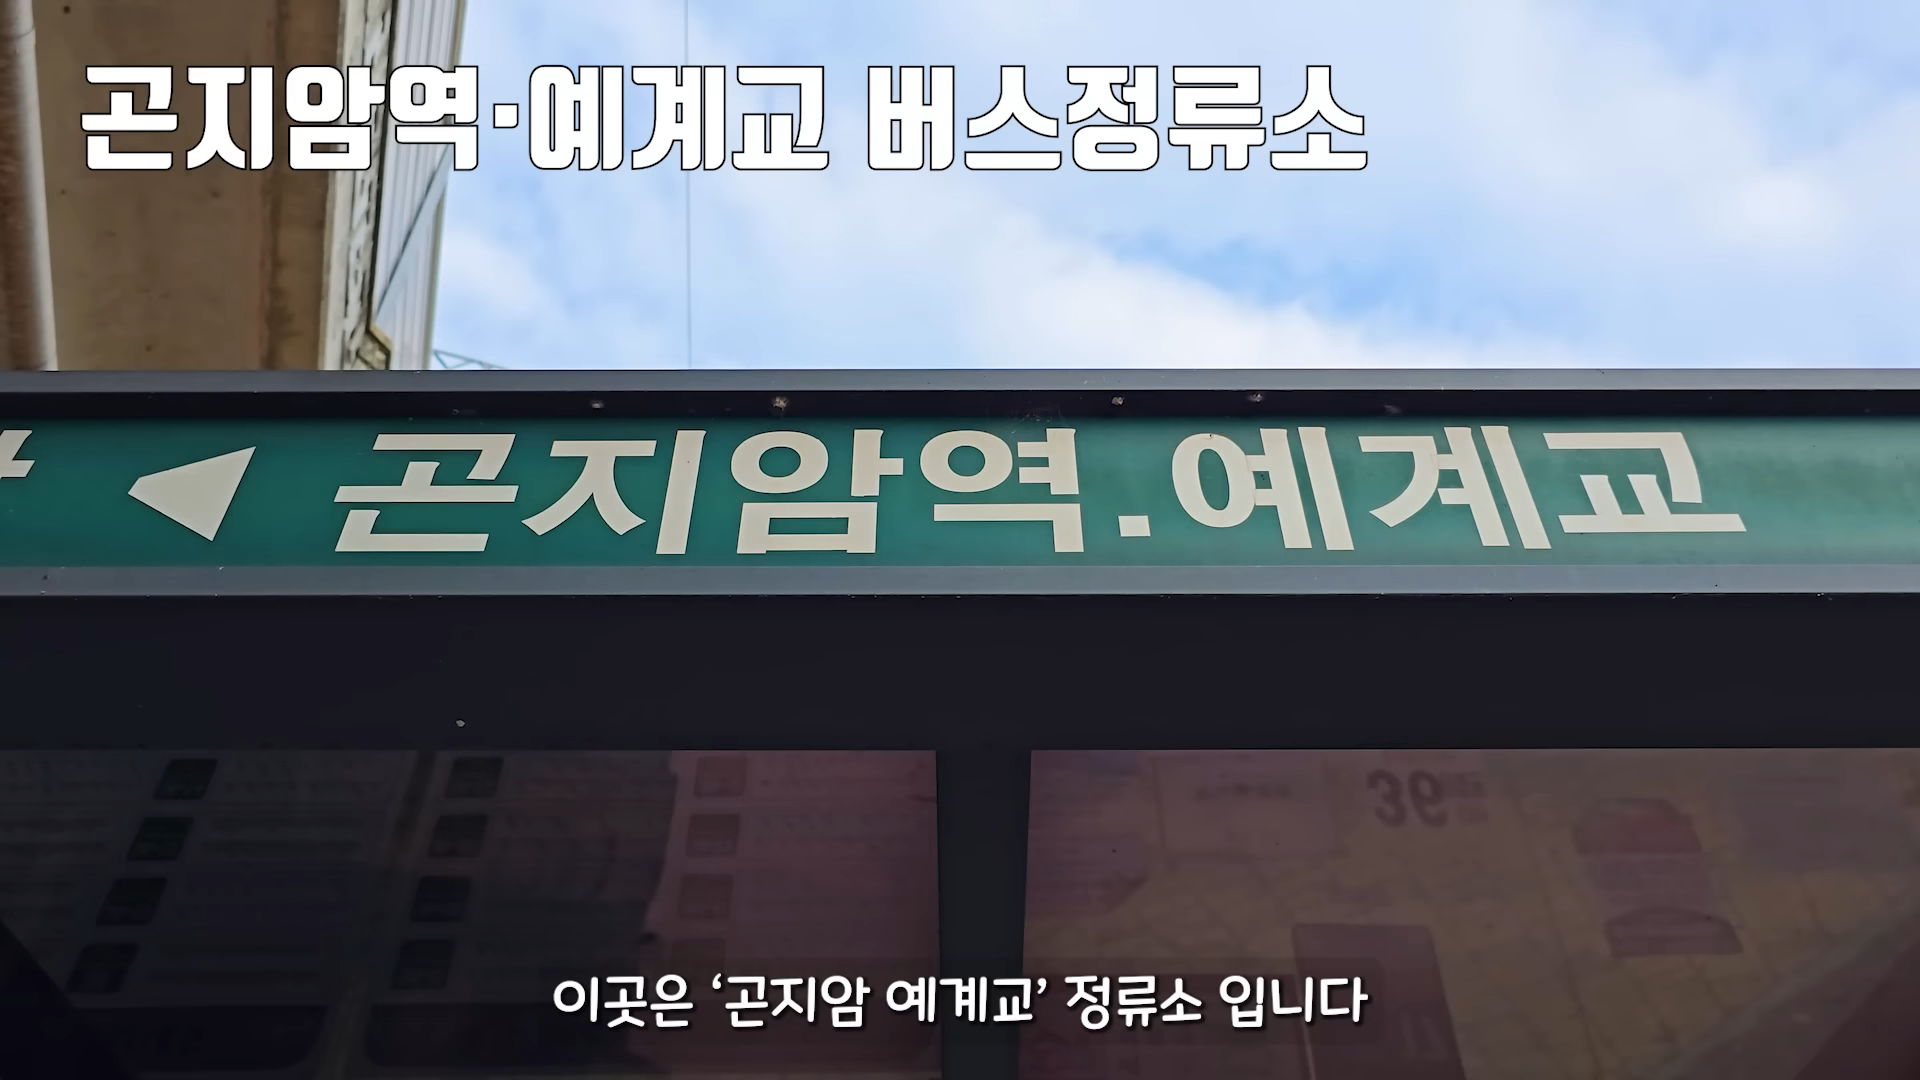 곤지암역·예계교 버스정류소
◀ 곤지암역.예계교
36
이곳은 ‘곤지암 예계교’ 정류소 입니다